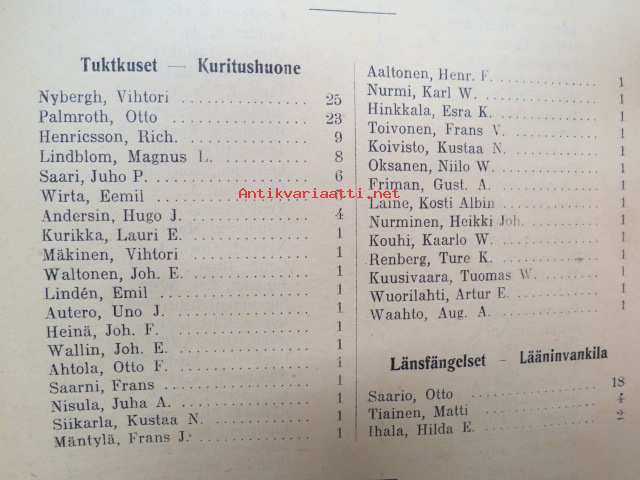 Tuktkuset — Kuritushuone
Nybergh, Vihtori . . . . . . . . . . . . 25
Palmroth, Otto . . . . . . . . . . . . 23
Henricsson, Rich. . . . . . . . . . . . 9
Lindblom, Magnus L. . . . . . . . . . 8
Saari, Juho P. . . . . . . . . . . . . 6
Wirta, Eemil . . . . . . . . . . . .
Andersin, Hugo J. . . . . . . . . . . 4
Kurikka, Lauri E. . . . . . . . . . . 1
Mäkinen, Vihtori . . . . . . . . . . . 1
Waltonen, Joh. E. . . . . . . . . . . 1
Lindén, Emil . . . . . . . . . . . . 1
Autero, Uno J. . . . . . . . . . . . 1
Heinä, Joh. F. . . . . . . . . . . . 1
Wallin, Joh. E. . . . . . . . . . . . 1
Ahtola, Otto F. . . . . . . . . . . . 1
Saarni, Frans . . . . . . . . . . . . 1
Nisula, Juha A. . . . . . . . . . . . 1
Siikarla, Kustaa N. . . . . . . . . . 1
Mäntylä, Frans J. . . . . . . . . . . 1
Aaltonen, Henr. F. . . . . . . . . . 1
Nurmi, Karl W. . . . . . . . . . . . 1
Hinkkala, Esra K. . . . . . . . . . . 1
Toivonen, Frans V. . . . . . . . . . 1
Koivisto, Kustaa N. . . . . . . . . . 1
Oksanen, Niilo W. . . . . . . . . . . 1
Friman, Gust. A. . . . . . . . . . . 1
Laine, Kosti Albin . . . . . . . . . 1
Nurminen, Heikki Joh. . . . . . . . . 1
Kouhi, Kaarlo W. . . . . . . . . . . 1
Renberg, Ture K. . . . . . . . . . . 1
Kuusivaara, Tuomas W. . . . . . . . . 1
Wuorilahti, Artur E. . . . . . . . . 1
Waahto, Aug. A. . . . . . . . . . . . 1
Länsfängelset — Lääninvankila
Saario, Otto . . . . . . . . . . . . 18
Tiainen, Matti . . . . . . . . . . . 4
Ihala, Hilda E. . . . . . . . . . . . 2
Antikvariaatti.net